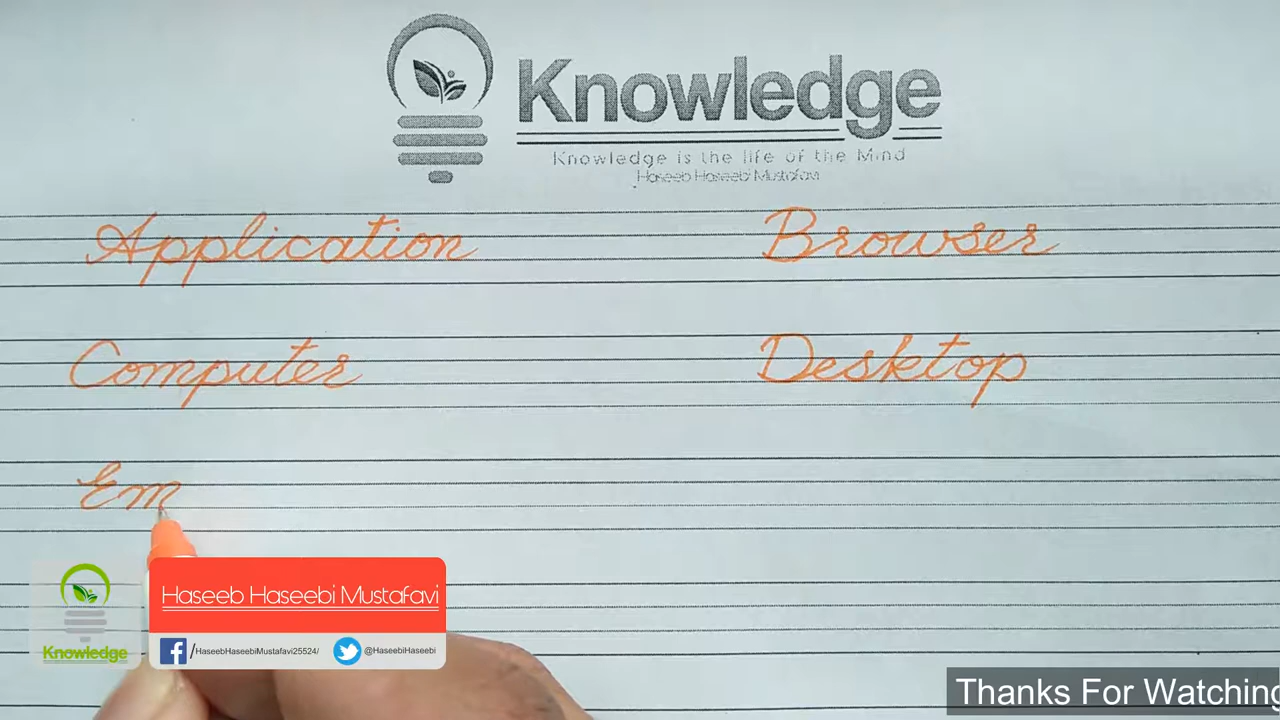 Knowledge
Knowledge is the life of the Mind
Haseeb Haseebi Mustafavi
Application Browser
Computer Desktop
Em
Haseeb Haseebi Mustafavi
/HaseebHaseebiMustafavi25524/ @HaseebiHaseebi
Knowledge
Thanks For Watching